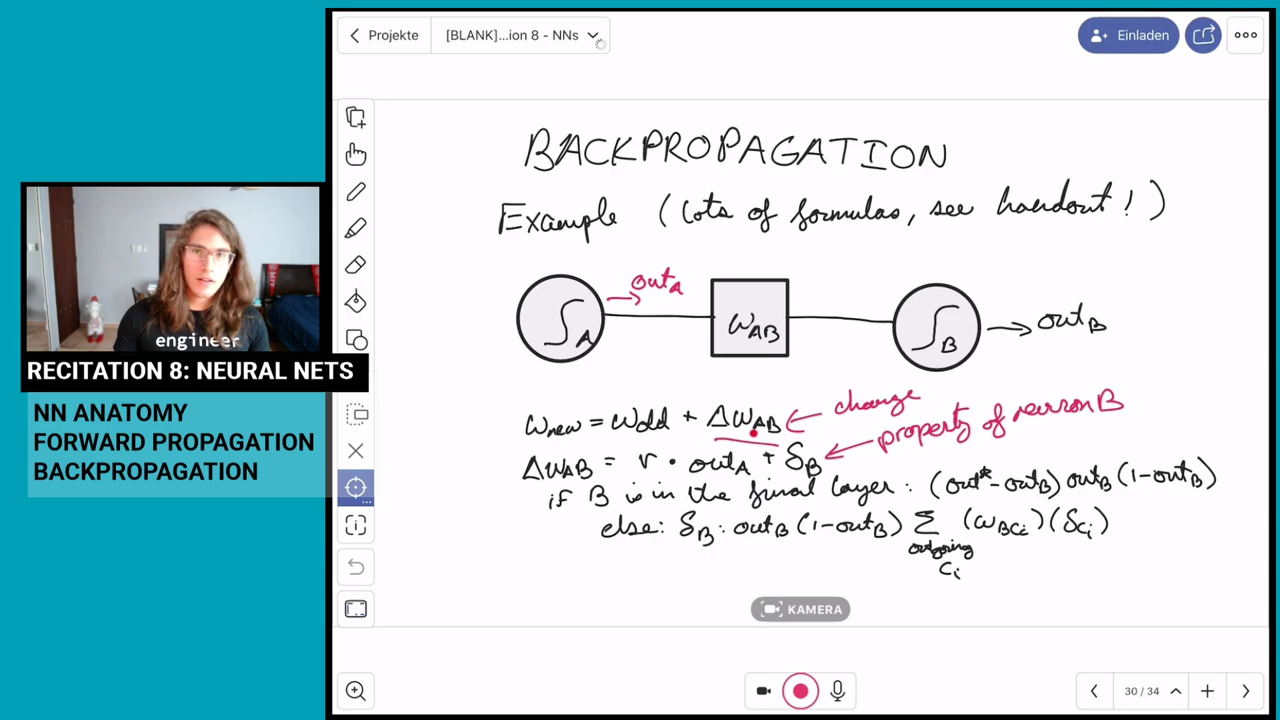 Projekte
[BLANK]...ion 8 - NNs
Einladen
BACKPROPAGATION
Example (lots of formulas, see handout!)
∫A
→ outA
wAB
∫B
→ outB
wnew = wold + ΔwAB ← change
ΔwAB = r · outA + δB ← property of neuron B
if B is in the final layer: (out* - outB) outB (1 - outB)
else: δB: outB (1 - outB) Σ (wBCi)(δCi)
outgoing
Ci
engineer
RECITATION 8: NEURAL NETS
NN ANATOMY
FORWARD PROPAGATION
BACKPROPAGATION
KAMERA
30 / 34